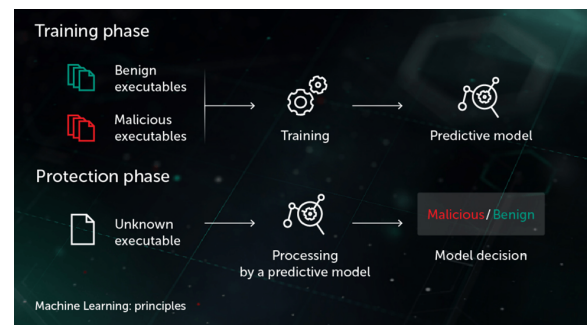 Training phase
Benign
executables
Malicious
executables
Training
Predictive model
Protection phase
Unknown
executable
Processing
by a predictive model
Malicious/Benign
Model decision
Machine Learning: principles